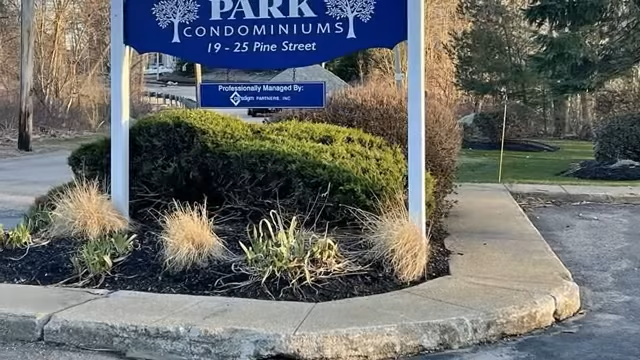 PARK
CONDOMINIUMS
19 - 25 Pine Street
Professionally Managed By:
PARTNERS, INC